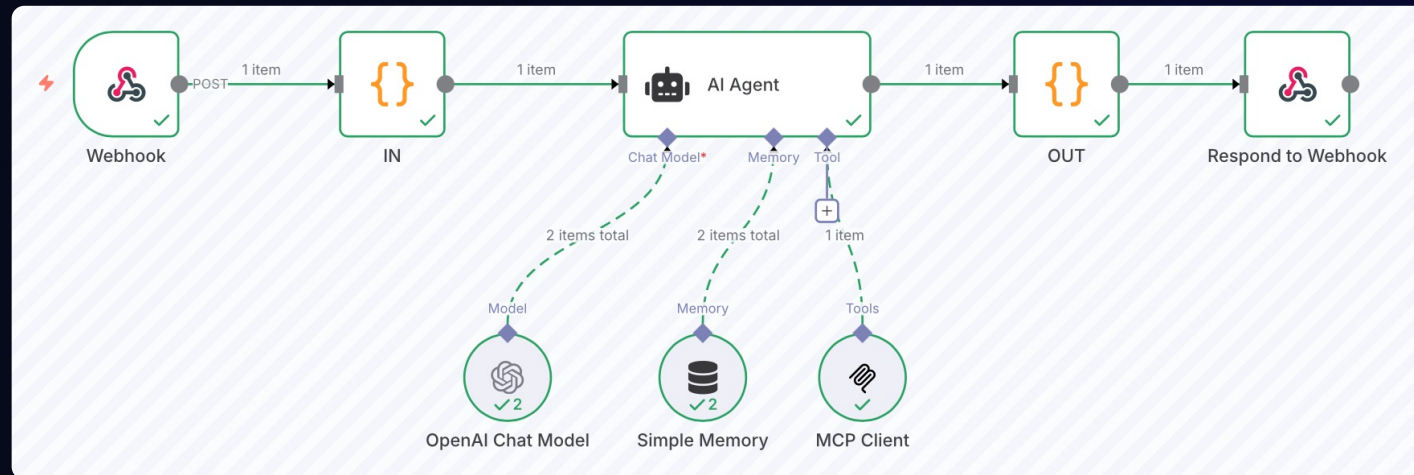 POST
1 item
1 item
AI Agent
1 item
1 item
Webhook
IN
Chat Model*
Memory
Tool
OUT
Respond to Webhook
+
2 items total
2 items total
1 item
Model
Memory
Tools
2
2
OpenAI Chat Model
Simple Memory
MCP Client